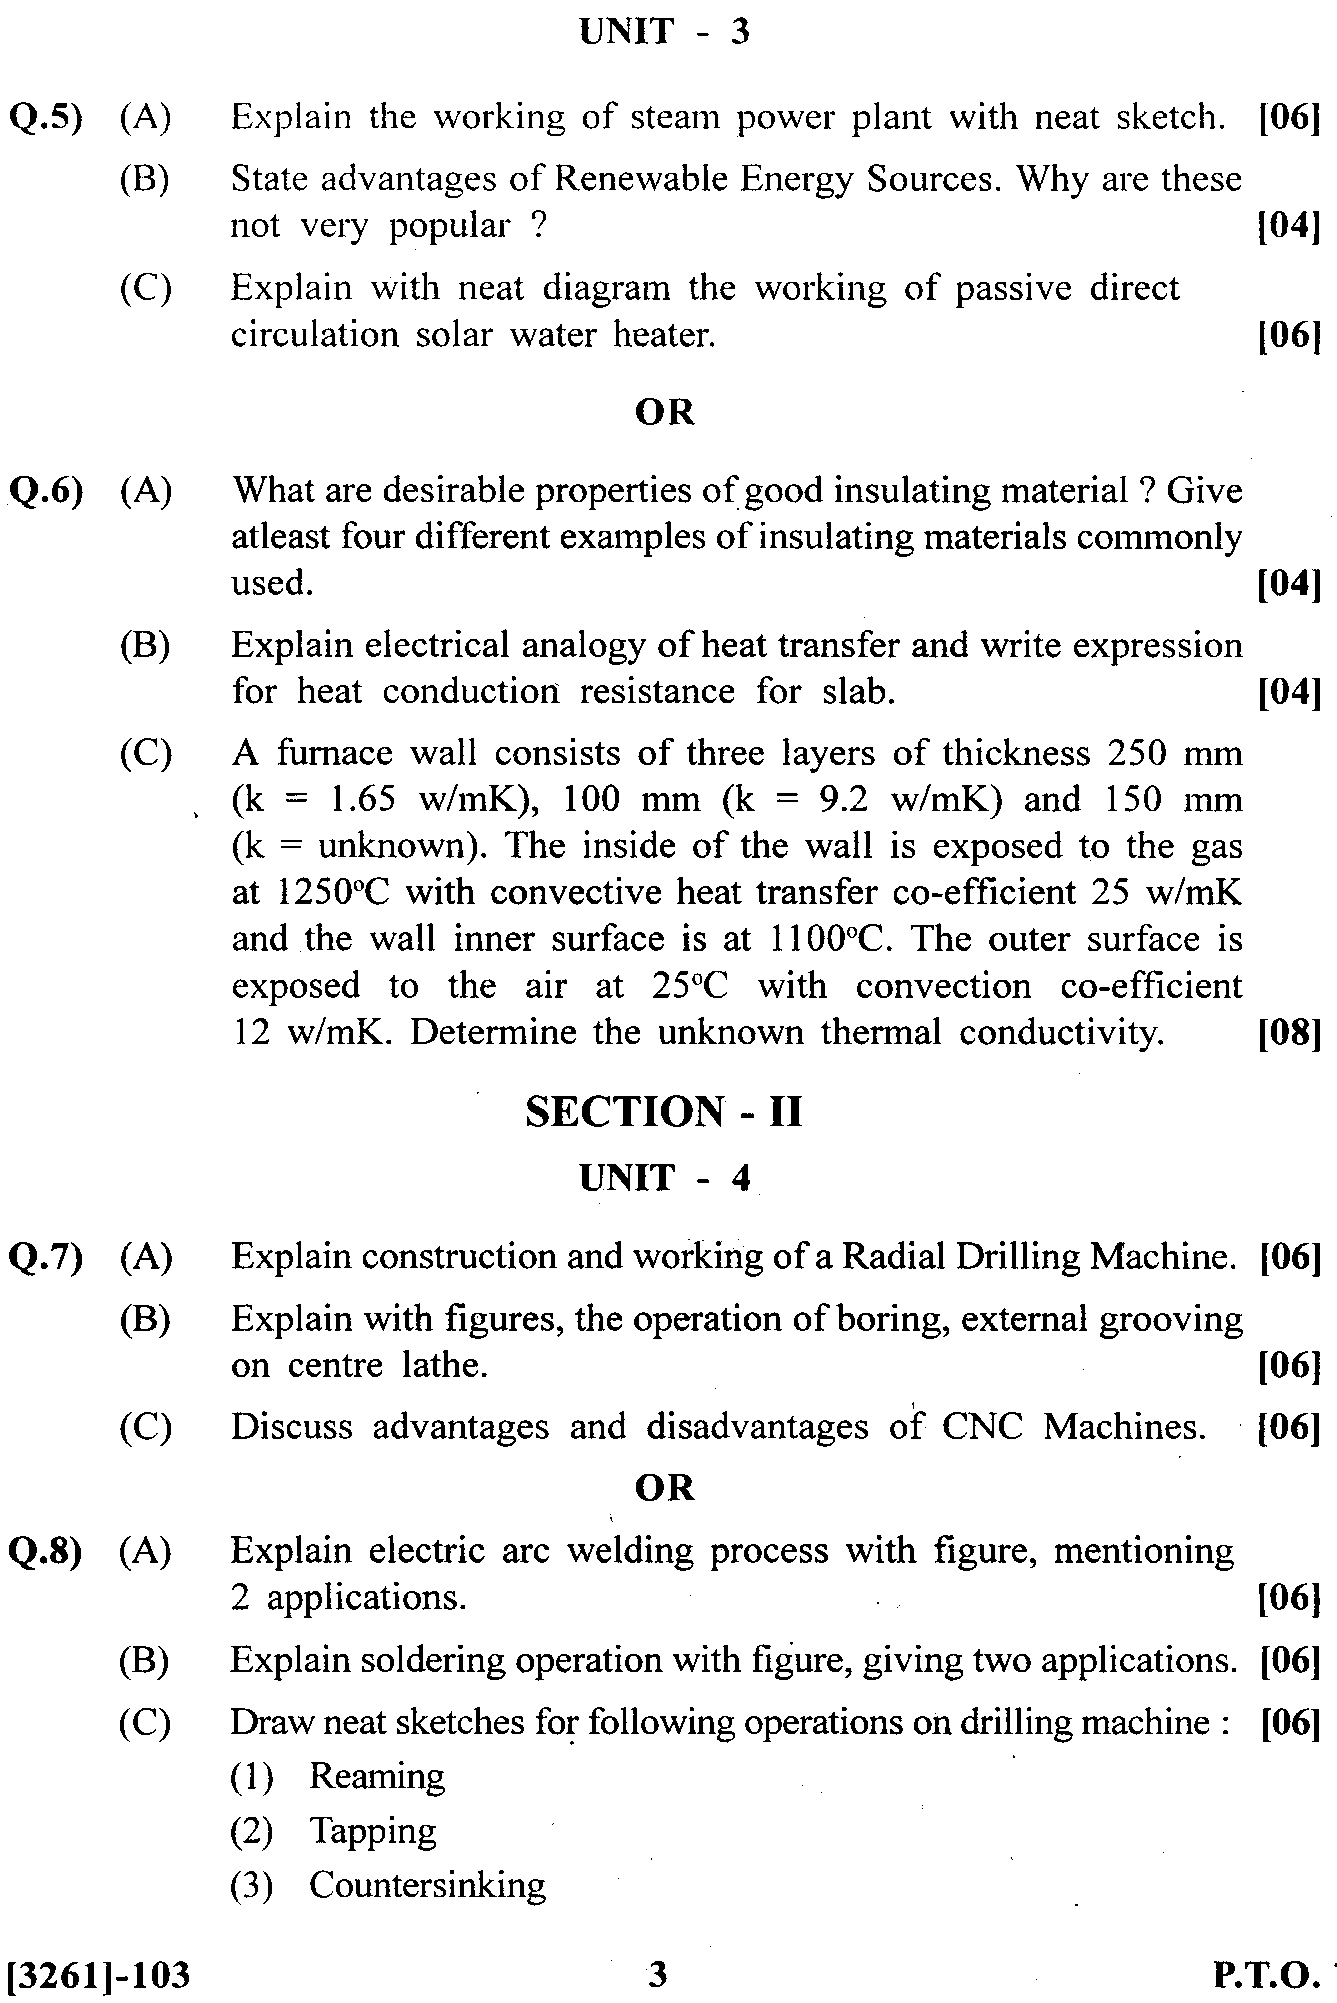 UNIT - 3
Q.5) (A) Explain the working of steam power plant with neat sketch. [06]
(B) State advantages of Renewable Energy Sources. Why are these
not very popular ? [04]
(C) Explain with neat diagram the working of passive direct
circulation solar water heater. [06]
OR
Q.6) (A) What are desirable properties of good insulating material ? Give
atleast four different examples of insulating materials commonly
used. [04]
(B) Explain electrical analogy of heat transfer and write expression
for heat conduction resistance for slab. [04]
(C) A furnace wall consists of three layers of thickness 250 mm
(k = 1.65 w/mK), 100 mm (k = 9.2 w/mK) and 150 mm
(k = unknown). The inside of the wall is exposed to the gas
at 1250°C with convective heat transfer co-efficient 25 w/mK
and the wall inner surface is at 1100°C. The outer surface is
exposed to the air at 25°C with convection co-efficient
12 w/mK. Determine the unknown thermal conductivity. [08]
SECTION - II
UNIT - 4
Q.7) (A) Explain construction and working of a Radial Drilling Machine. [06]
(B) Explain with figures, the operation of boring, external grooving
on centre lathe. [06]
(C) Discuss advantages and disadvantages of CNC Machines. [06]
OR
Q.8) (A) Explain electric arc welding process with figure, mentioning
2 applications. [06]
(B) Explain soldering operation with figure, giving two applications. [06]
(C) Draw neat sketches for following operations on drilling machine : [06]
(1) Reaming
(2) Tapping
(3) Countersinking
[3261]-103 3 P.T.O.